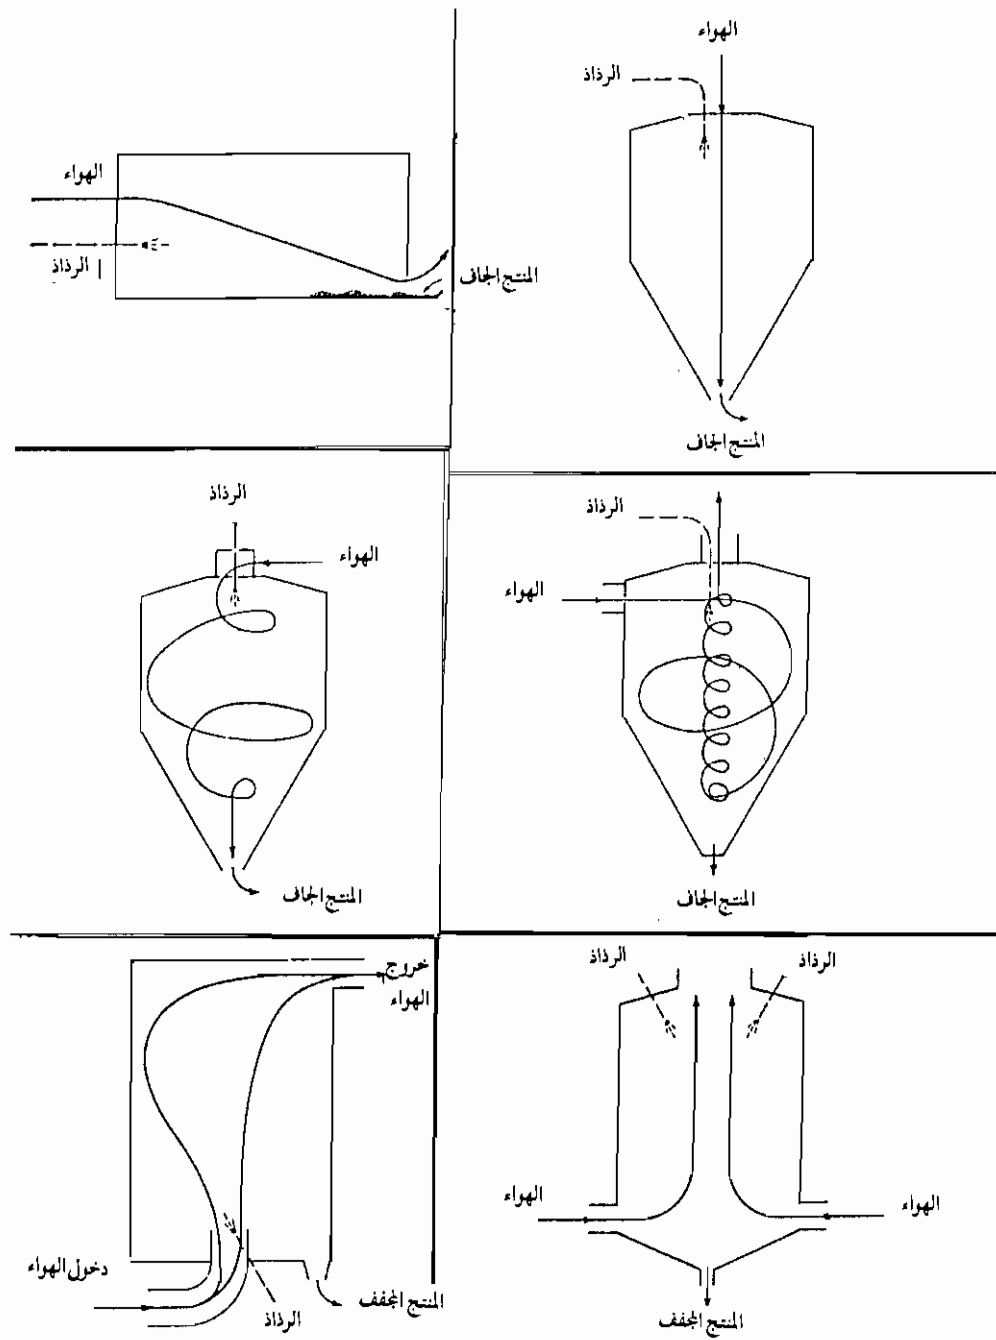 الهواء
الرذاذ
المنتج الجاف
الهواء
الرذاذ
المنتج الجاف
الرذاذ
الهواء
المنتج الجاف
الرذاذ
الهواء
المنتج الجاف
الرذاذ
الرذاذ
الهواء
الهواء
المنتج المجفف
خروج
الهواء
دخول الهواء
المنتج المجفف
الرذاذ